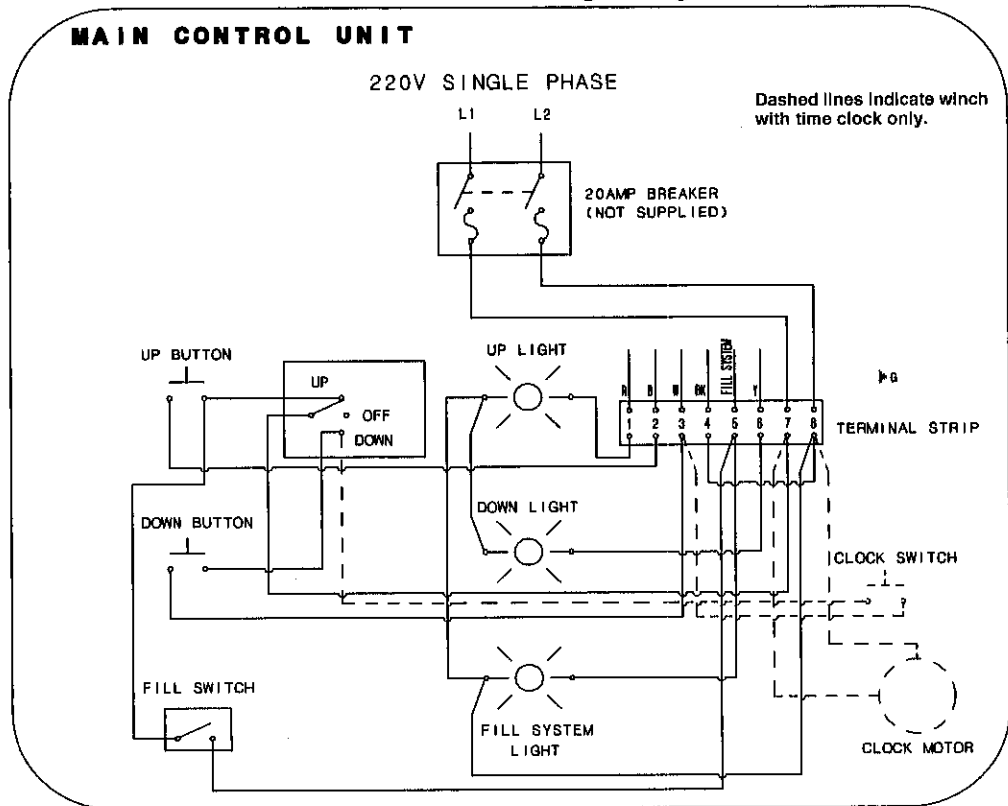 MAIN CONTROL UNIT
220V SINGLE PHASE
Dashed lines indicate winch
with time clock only.
L1
L2
20AMP BREAKER
(NOT SUPPLIED)
UP BUTTON
UP
OFF
DOWN
UP LIGHT
R
B
W
BK
FILL SYSTEM
Y
G
1 2 3 4 5 6 7 8
TERMINAL STRIP
DOWN BUTTON
DOWN LIGHT
CLOCK SWITCH
FILL SWITCH
FILL SYSTEM
LIGHT
CLOCK MOTOR